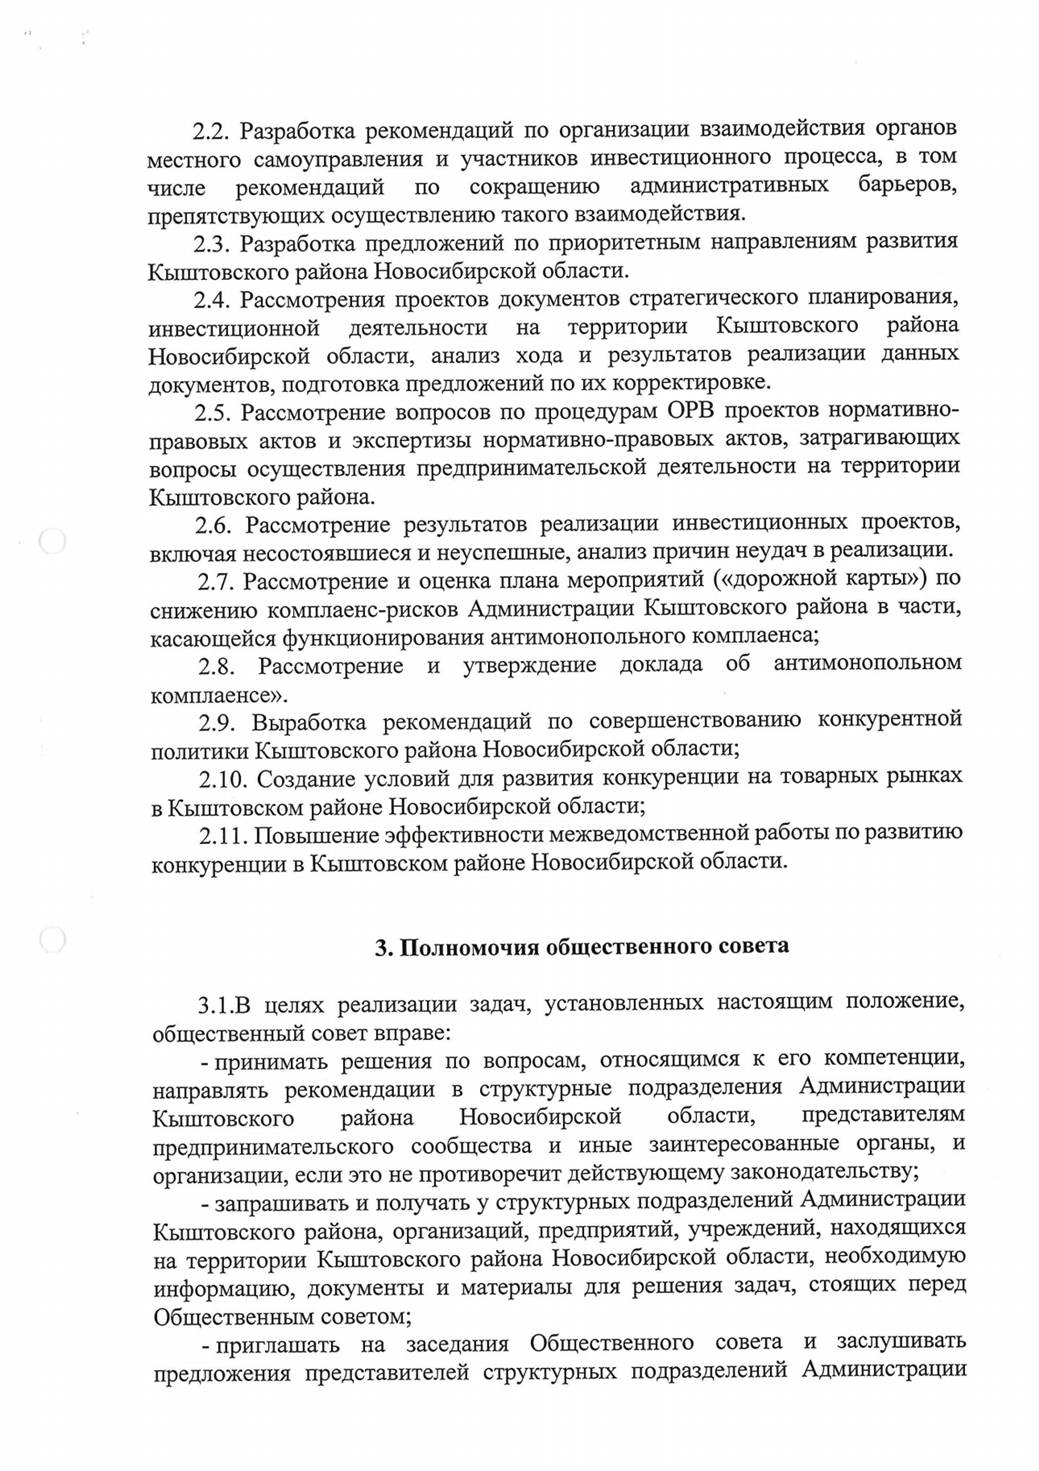 2.2. Разработка рекомендаций по организации взаимодействия органов
местного самоуправления и участников инвестиционного процесса, в том
числе рекомендаций по сокращению административных барьеров,
препятствующих осуществлению такого взаимодействия.
2.3. Разработка предложений по приоритетным направлениям развития
Кыштовского района Новосибирской области.
2.4. Рассмотрения проектов документов стратегического планирования,
инвестиционной деятельности на территории Кыштовского района
Новосибирской области, анализ хода и результатов реализации данных
документов, подготовка предложений по их корректировке.
2.5. Рассмотрение вопросов по процедурам ОРВ проектов нормативно-
правовых актов и экспертизы нормативно-правовых актов, затрагивающих
вопросы осуществления предпринимательской деятельности на территории
Кыштовского района.
2.6. Рассмотрение результатов реализации инвестиционных проектов,
включая несостоявшиеся и неуспешные, анализ причин неудач в реализации.
2.7. Рассмотрение и оценка плана мероприятий («дорожной карты») по
снижению комплаенс-рисков Администрации Кыштовского района в части,
касающейся функционирования антимонопольного комплаенса;
2.8. Рассмотрение и утверждение доклада об антимонопольном
комплаенсе».
2.9. Выработка рекомендаций по совершенствованию конкурентной
политики Кыштовского района Новосибирской области;
2.10. Создание условий для развития конкуренции на товарных рынках
в Кыштовском районе Новосибирской области;
2.11. Повышение эффективности межведомственной работы по развитию
конкуренции в Кыштовском районе Новосибирской области.
3. Полномочия общественного совета
3.1.В целях реализации задач, установленных настоящим положение,
общественный совет вправе:
- принимать решения по вопросам, относящимся к его компетенции,
направлять рекомендации в структурные подразделения Администрации
Кыштовского района Новосибирской области, представителям
предпринимательского сообщества и иные заинтересованные органы, и
организации, если это не противоречит действующему законодательству;
- запрашивать и получать у структурных подразделений Администрации
Кыштовского района, организаций, предприятий, учреждений, находящихся
на территории Кыштовского района Новосибирской области, необходимую
информацию, документы и материалы для решения задач, стоящих перед
Общественным советом;
- приглашать на заседания Общественного совета и заслушивать
предложения представителей структурных подразделений Администрации